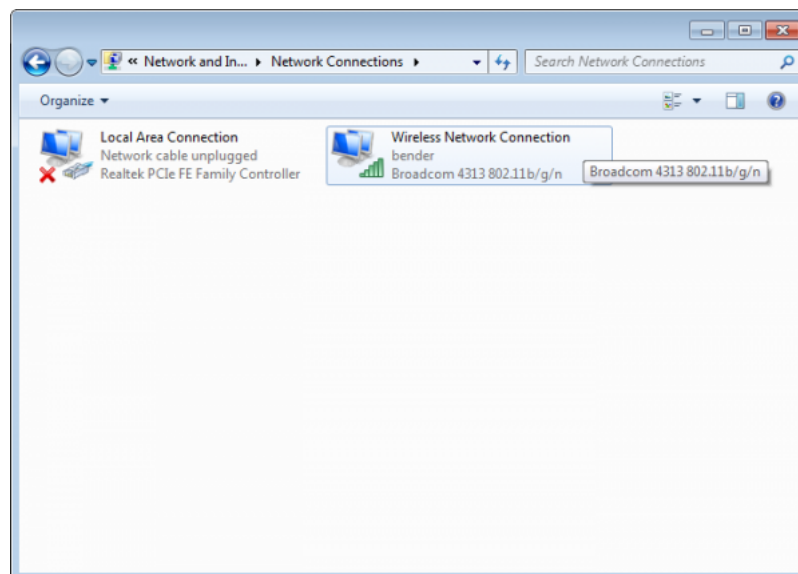 « Network and In... ▸ Network Connections ▸
Search Network Connections
Organize
Local Area Connection
Network cable unplugged
Realtek PCIe FE Family Controller
Wireless Network Connection
bender
Broadcom 4313 802.11b/g/n
Broadcom 4313 802.11b/g/n